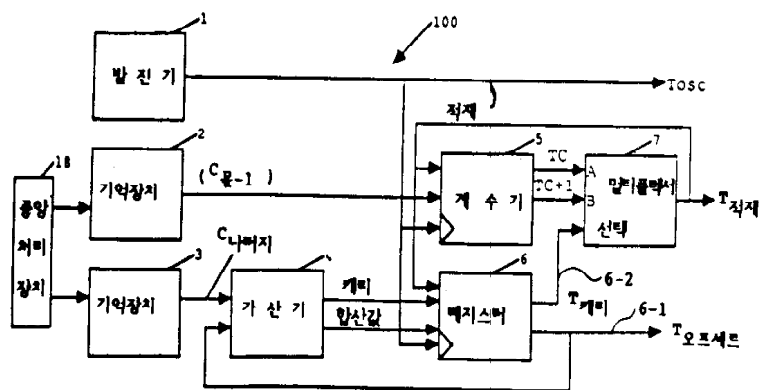 100
1
발진기
TOSC
적재
2
기억장치
(C몫-1)
5
계수기
TC
TC+1
7
A
B
멀티플렉서
선택
T적재
18
중앙
처리
장치
3
기억장치
C나머지
4
가산기
캐리
합산값
6
레지스터
6-2
T캐리
6-1
T오프셋트